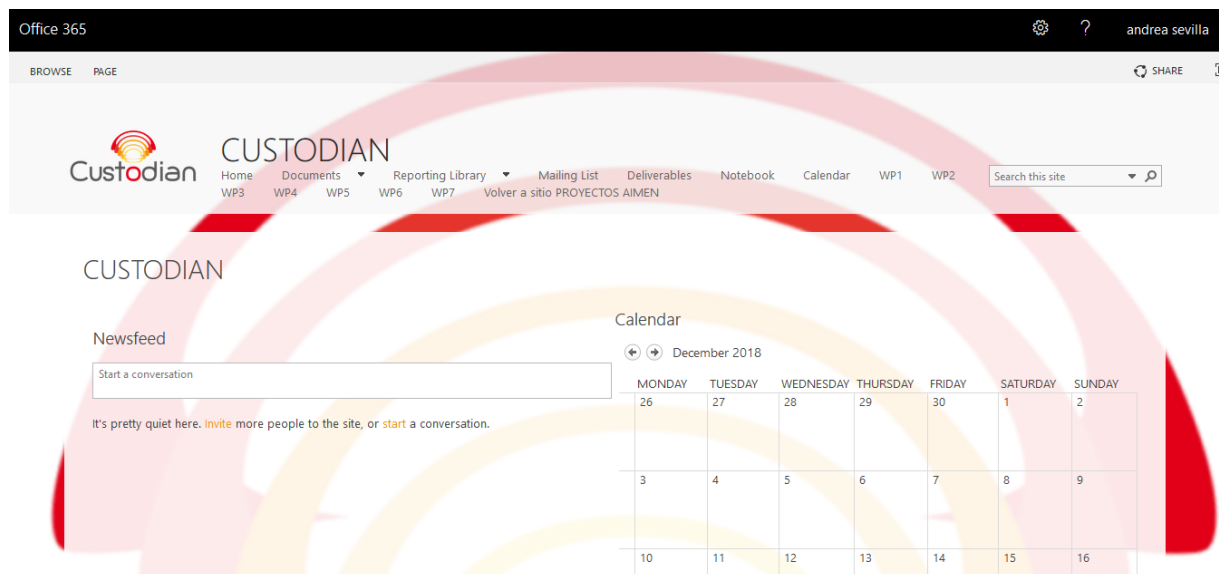 Office 365
? andrea sevilla
BROWSE PAGE
SHARE
Custodian
CUSTODIAN
Home Documents Reporting Library Mailing List Deliverables Notebook Calendar WP1 WP2
WP3 WP4 WP5 WP6 WP7 Volver a sitio PROYECTOS AIMEN
Search this site
CUSTODIAN
Newsfeed
Start a conversation
It's pretty quiet here. Invite more people to the site, or start a conversation.
Calendar
December 2018
MONDAY TUESDAY WEDNESDAY THURSDAY FRIDAY SATURDAY SUNDAY
26 27 28 29 30 1 2
3 4 5 6 7 8 9
10 11 12 13 14 15 16